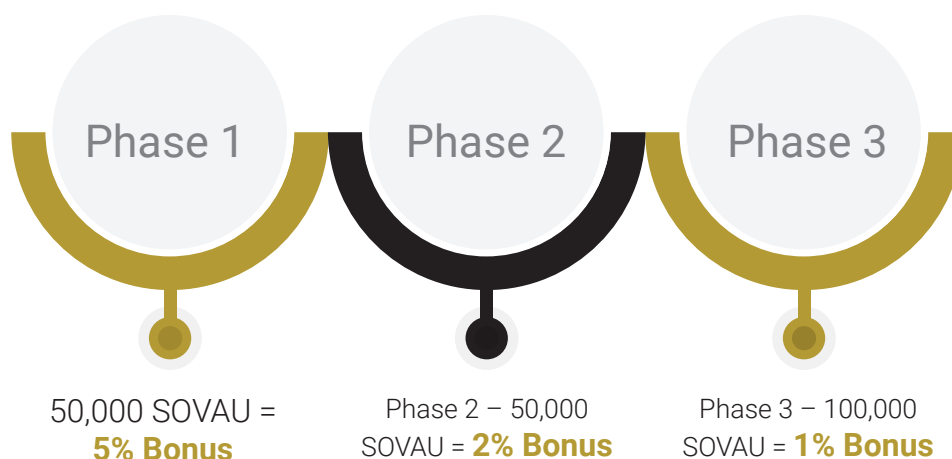 Phase 1
Phase 2
Phase 3
50,000 SOVAU =
5% Bonus
Phase 2 – 50,000
SOVAU = 2% Bonus
Phase 3 – 100,000
SOVAU = 1% Bonus